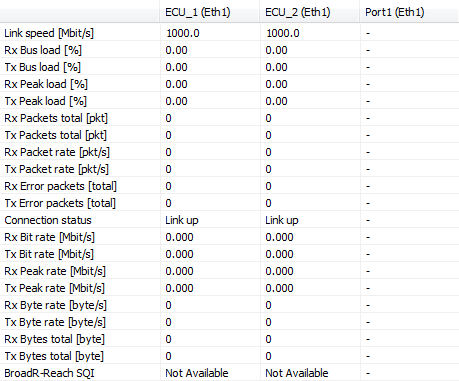 ECU_1 (Eth1) ECU_2 (Eth1) Port1 (Eth1)
Link speed [Mbit/s] 1000.0 1000.0 -
Rx Bus load [%] 0.00 0.00 -
Tx Bus load [%] 0.00 0.00 -
Rx Peak load [%] 0.00 0.00 -
Tx Peak load [%] 0.00 0.00 -
Rx Packets total [pkt] 0 0 -
Tx Packets total [pkt] 0 0 -
Rx Packet rate [pkt/s] 0 0 -
Tx Packet rate [pkt/s] 0 0 -
Rx Error packets [total] 0 0 -
Tx Error packets [total] 0 0 -
Connection status Link up Link up -
Rx Bit rate [Mbit/s] 0.000 0.000 -
Tx Bit rate [Mbit/s] 0.000 0.000 -
Rx Peak rate [Mbit/s] 0.000 0.000 -
Tx Peak rate [Mbit/s] 0.000 0.000 -
Rx Byte rate [byte/s] 0 0 -
Tx Byte rate [byte/s] 0 0 -
Rx Bytes total [byte] 0 0 -
Tx Bytes total [byte] 0 0 -
BroadR-Reach SQI Not Available Not Available -